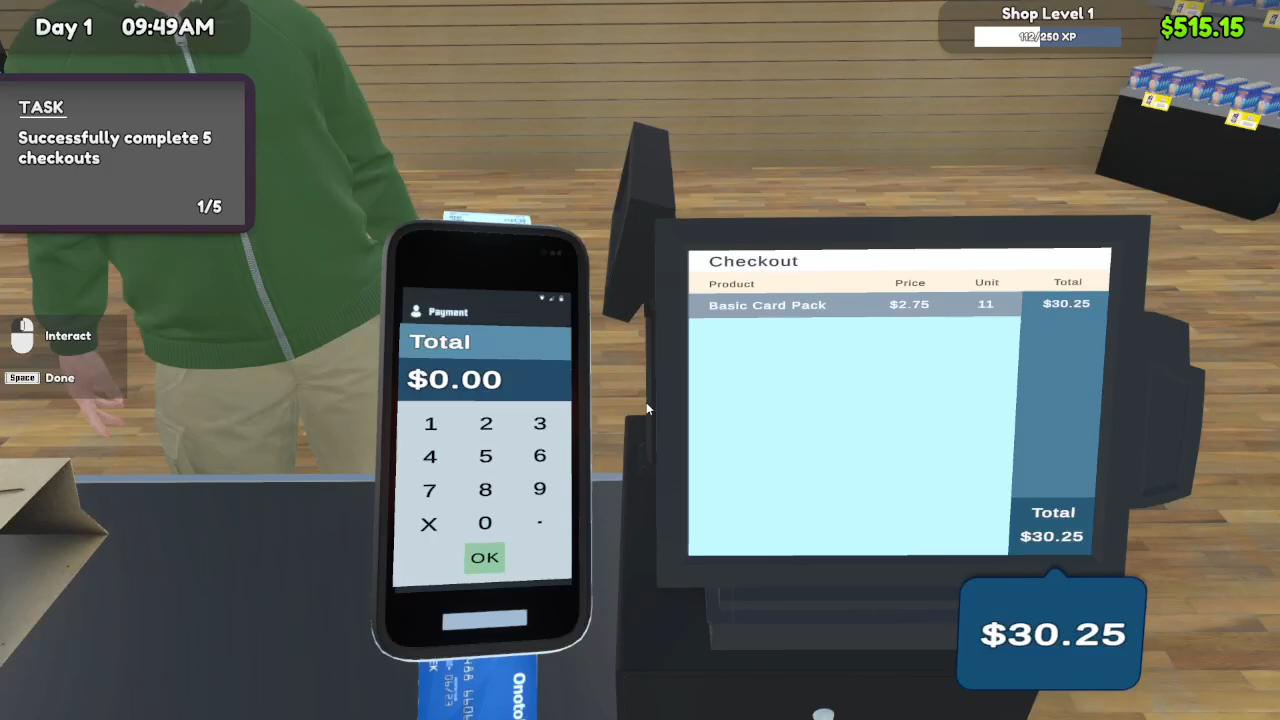 Day 1 09:49AM
Shop Level 1
112/250 XP
$515.15
TASK
Successfully complete 5
checkouts
1/5
Interact
Space Done
Payment
Total
$0.00
1 2 3
4 5 6
7 8 9
X 0 .
OK
Checkout
Product Price Unit Total
Basic Card Pack $2.75 11 $30.25
Total
$30.25
$30.25